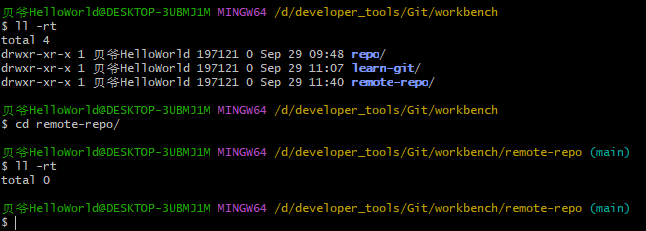 贝爷HelloWorld@DESKTOP-3UBMJ1M MINGW64 /d/developer_tools/Git/workbench
$ ll -rt
total 4
drwxr-xr-x 1 贝爷HelloWorld 197121 0 Sep 29 09:48 repo/
drwxr-xr-x 1 贝爷HelloWorld 197121 0 Sep 29 11:07 learn-git/
drwxr-xr-x 1 贝爷HelloWorld 197121 0 Sep 29 11:40 remote-repo/
贝爷HelloWorld@DESKTOP-3UBMJ1M MINGW64 /d/developer_tools/Git/workbench
$ cd remote-repo/
贝爷HelloWorld@DESKTOP-3UBMJ1M MINGW64 /d/developer_tools/Git/workbench/remote-repo (main)
$ ll -rt
total 0
贝爷HelloWorld@DESKTOP-3UBMJ1M MINGW64 /d/developer_tools/Git/workbench/remote-repo (main)
$